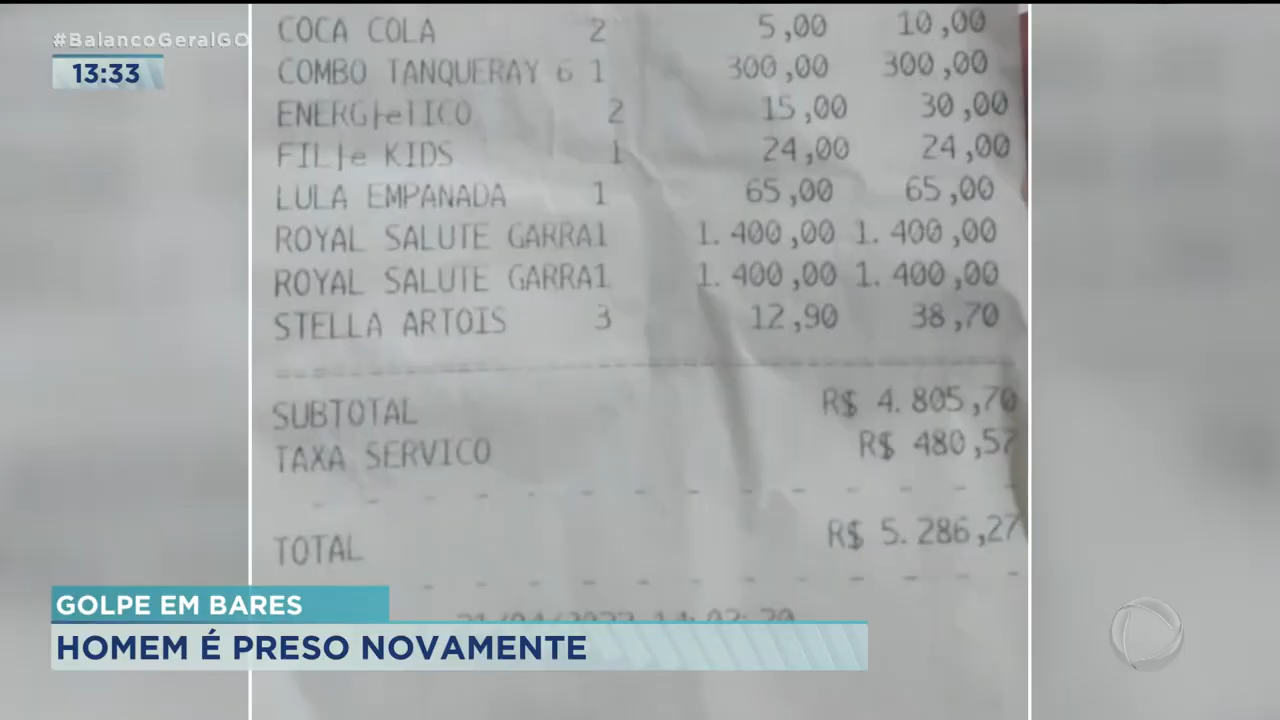 #BalancoGeralGO
13:33
COCA COLA 2 5,00 10,00
COMBO TANQUERAY 6 1 300,00 300,00
ENERG├eTICO 2 15,00 30,00
FIL├e KIDS 1 24,00 24,00
LULA EMPANADA 1 65,00 65,00
ROYAL SALUTE GARRA1 1.400,00 1.400,00
ROYAL SALUTE GARRA1 1.400,00 1.400,00
STELLA ARTOIS 3 12,90 38,70
SUBTOTAL R$ 4.805,70
TAXA SERVICO R$ 480,57
TOTAL R$ 5.286,27
GOLPE EM BARES
HOMEM É PRESO NOVAMENTE